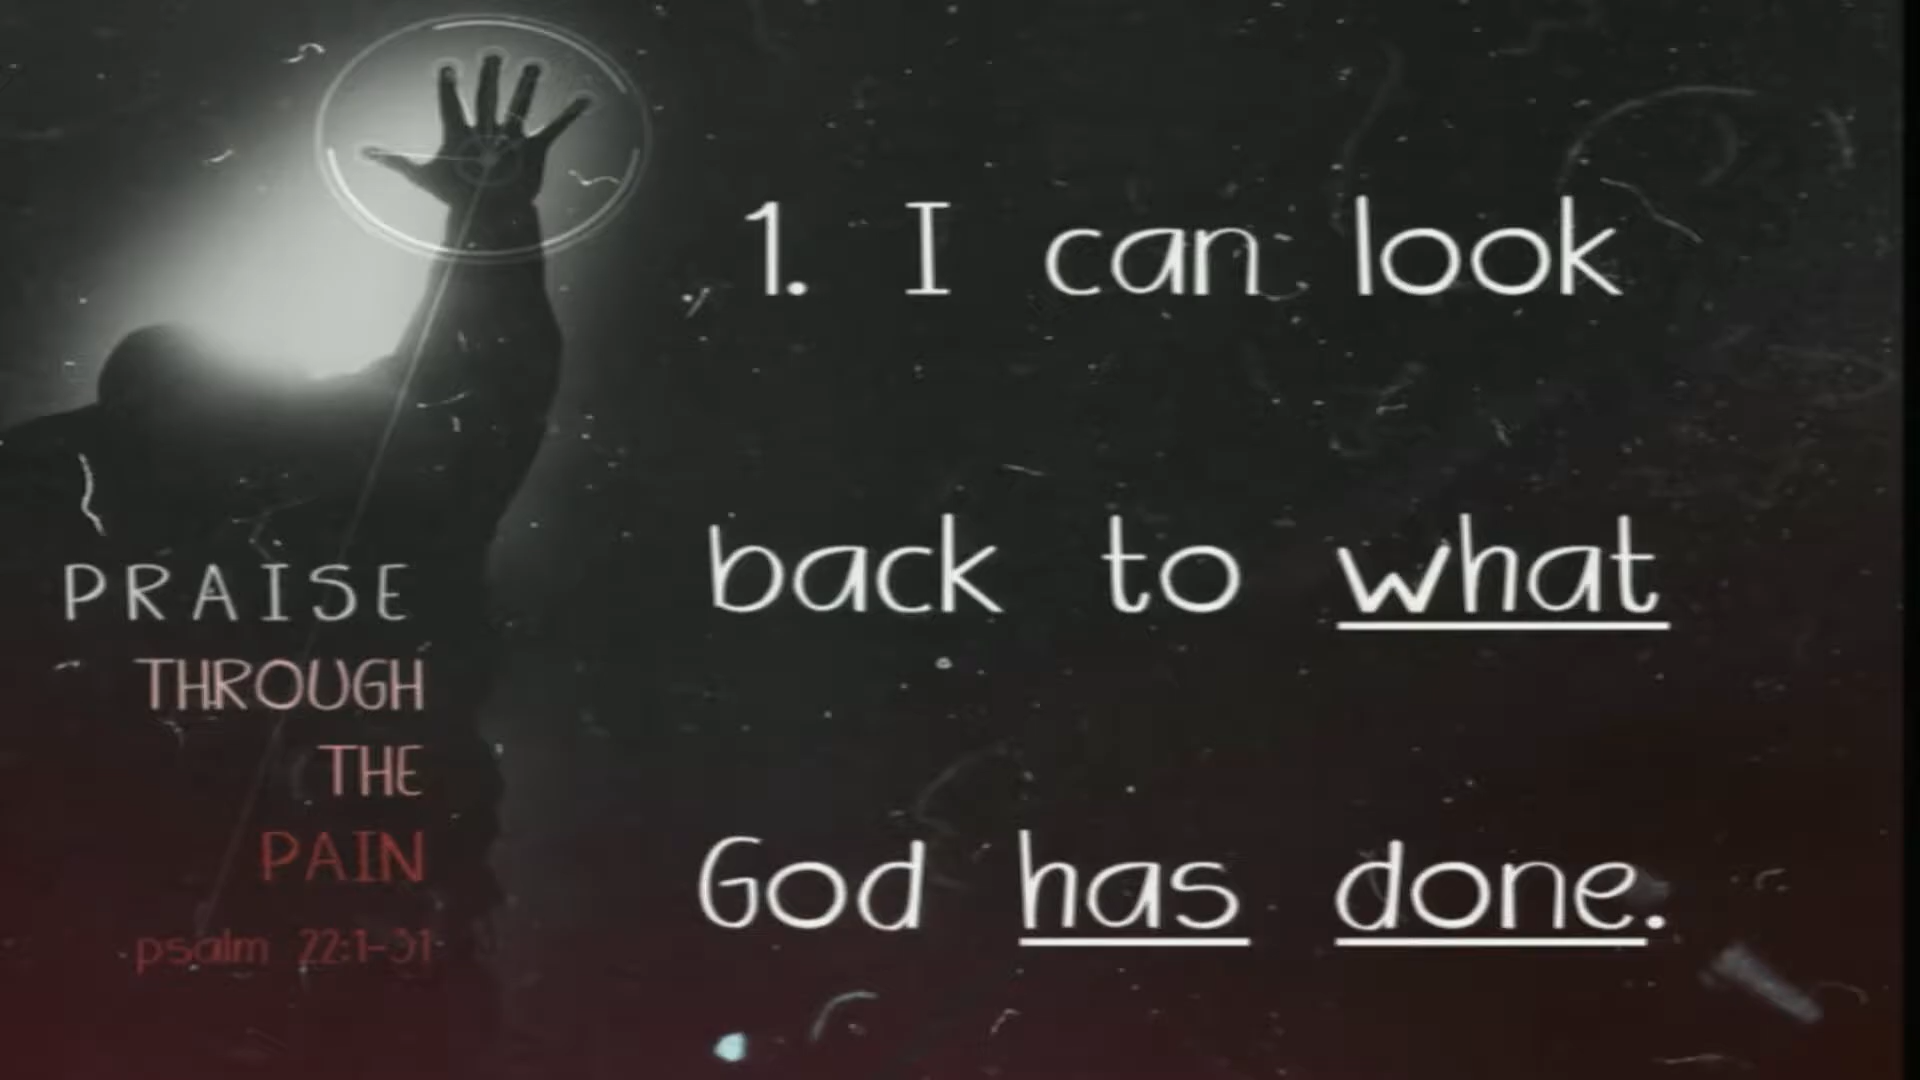 PRAISE
THROUGH
THE
PAIN
psalm 22:1-31
1. I can look
back to what
God has done.